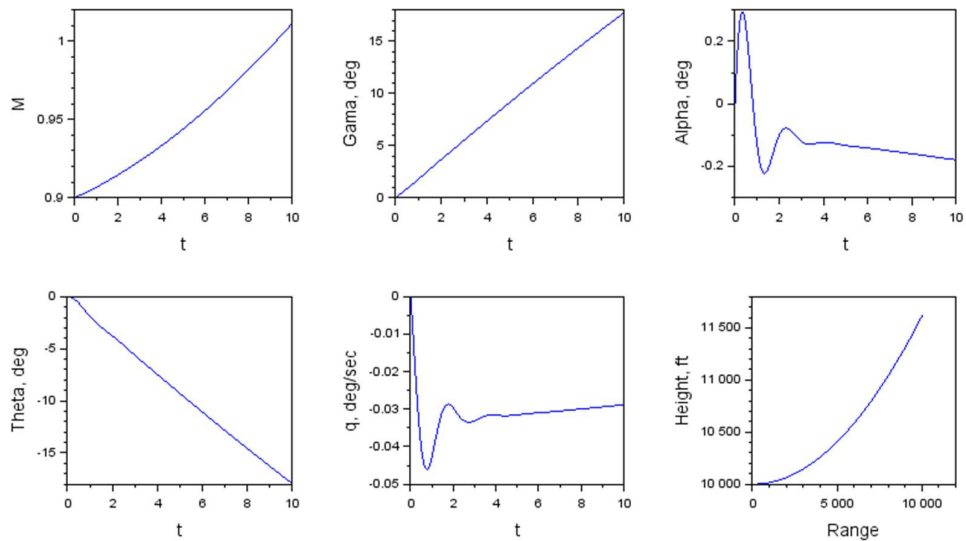 1
0.95
0.9
M
0 2 4 6 8 10
t
15
10
5
0
Gama, deg
0 2 4 6 8 10
t
0.2
0
-0.2
Alpha, deg
0 2 4 6 8 10
t
0
-5
-10
-15
Theta, deg
0 2 4 6 8 10
t
0
-0.01
-0.02
-0.03
-0.04
-0.05
q, deg/sec
0 2 4 6 8 10
t
11 500
11 000
10 500
10 000
Height, ft
0 5 000 10 000
Range